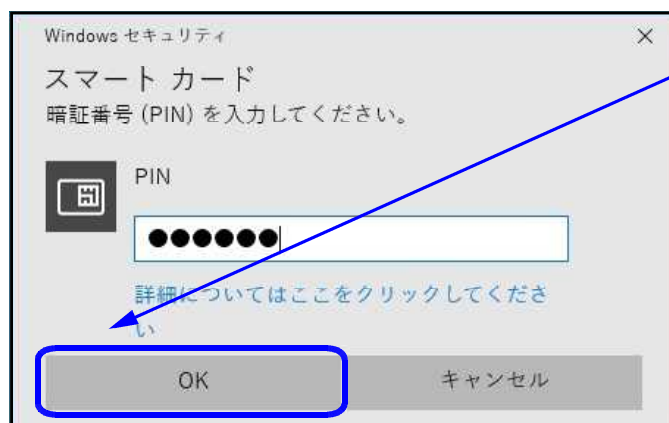 Windows セキュリティ
スマート カード
暗証番号 (PIN) を入力してください。
PIN
●●●●●●
詳細についてはここをクリックしてくださ
い
OK キャンセル